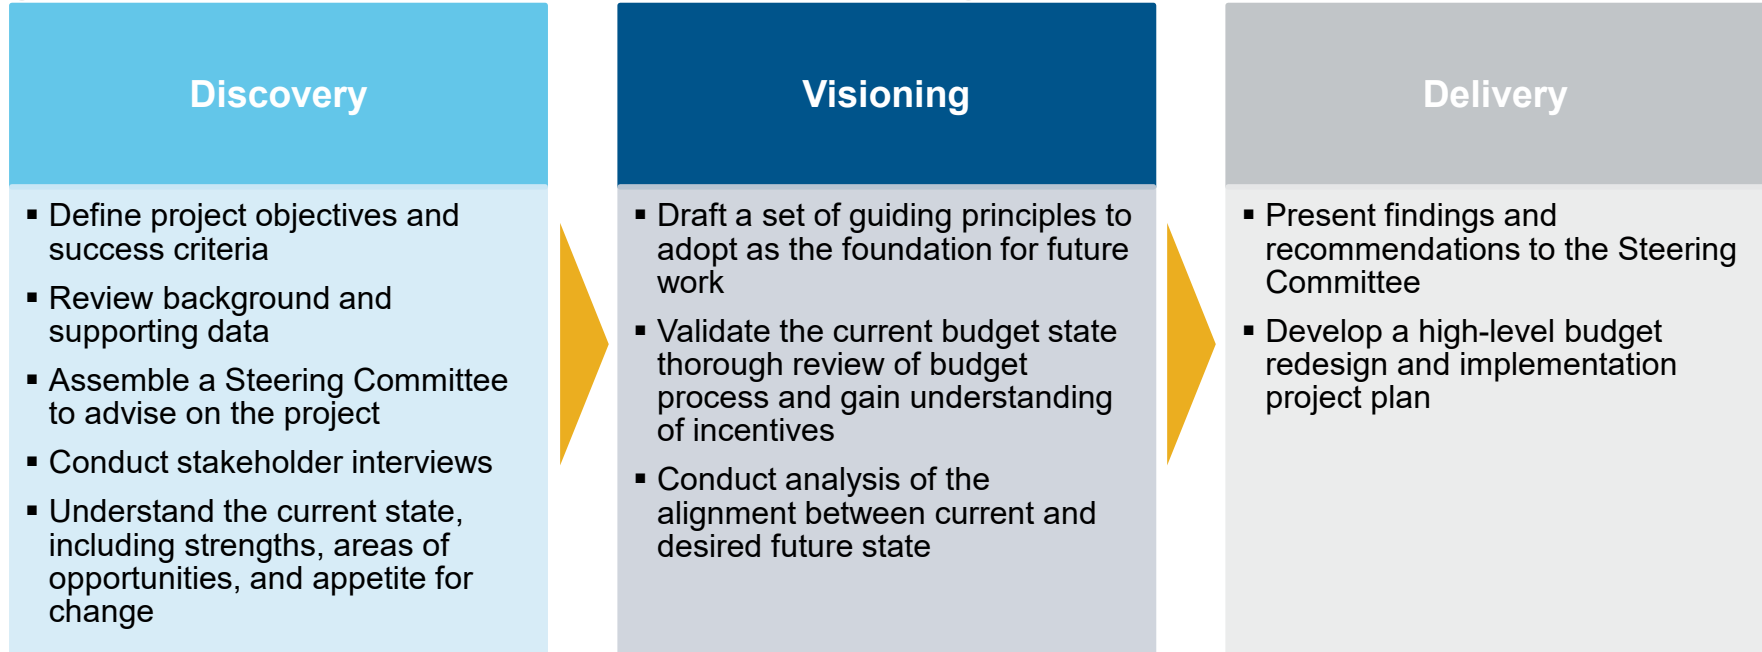 Discovery
▪ Define project objectives and
success criteria
▪ Review background and
supporting data
▪ Assemble a Steering Committee
to advise on the project
▪ Conduct stakeholder interviews
▪ Understand the current state,
including strengths, areas of
opportunities, and appetite for
change
Visioning
▪ Draft a set of guiding principles to
adopt as the foundation for future
work
▪ Validate the current budget state
thorough review of budget
process and gain understanding
of incentives
▪ Conduct analysis of the
alignment between current and
desired future state
Delivery
▪ Present findings and
recommendations to the Steering
Committee
▪ Develop a high-level budget
redesign and implementation
project plan